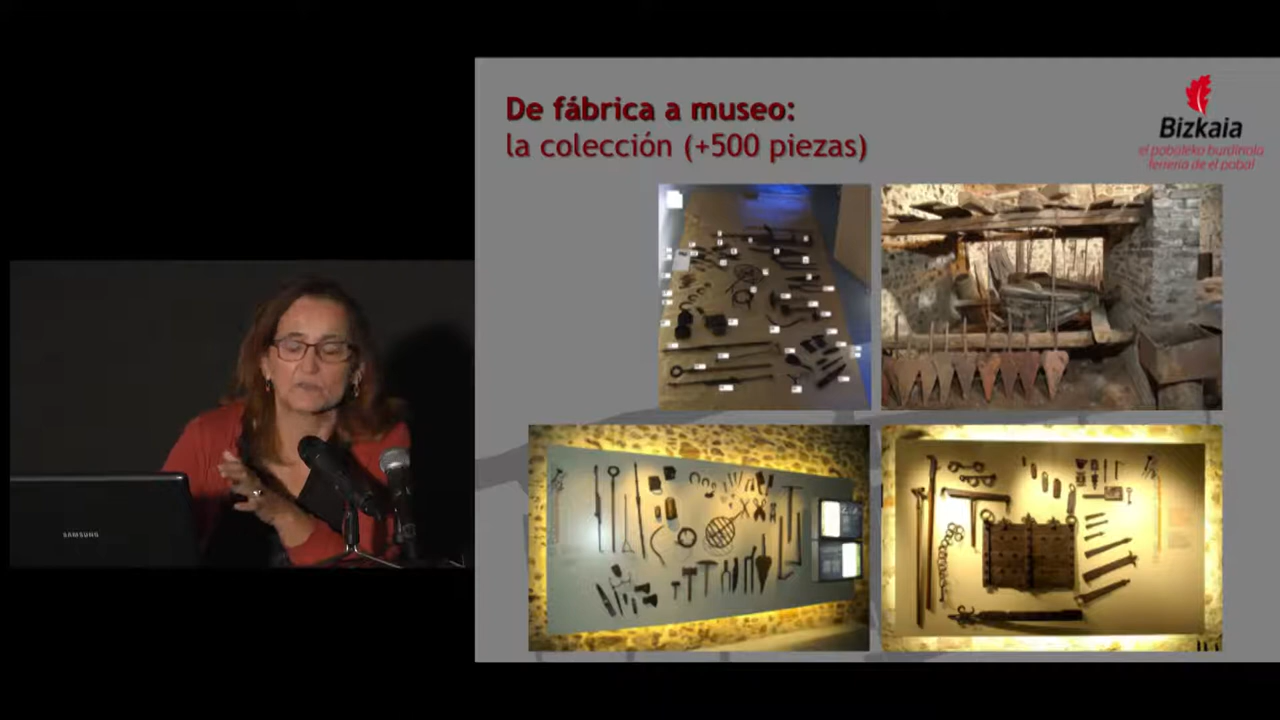 De fábrica a museo:
la colección (+500 piezas)
Bizkaia
el pobaleko burdinola
ferrería de el pobal
SAMSUNG